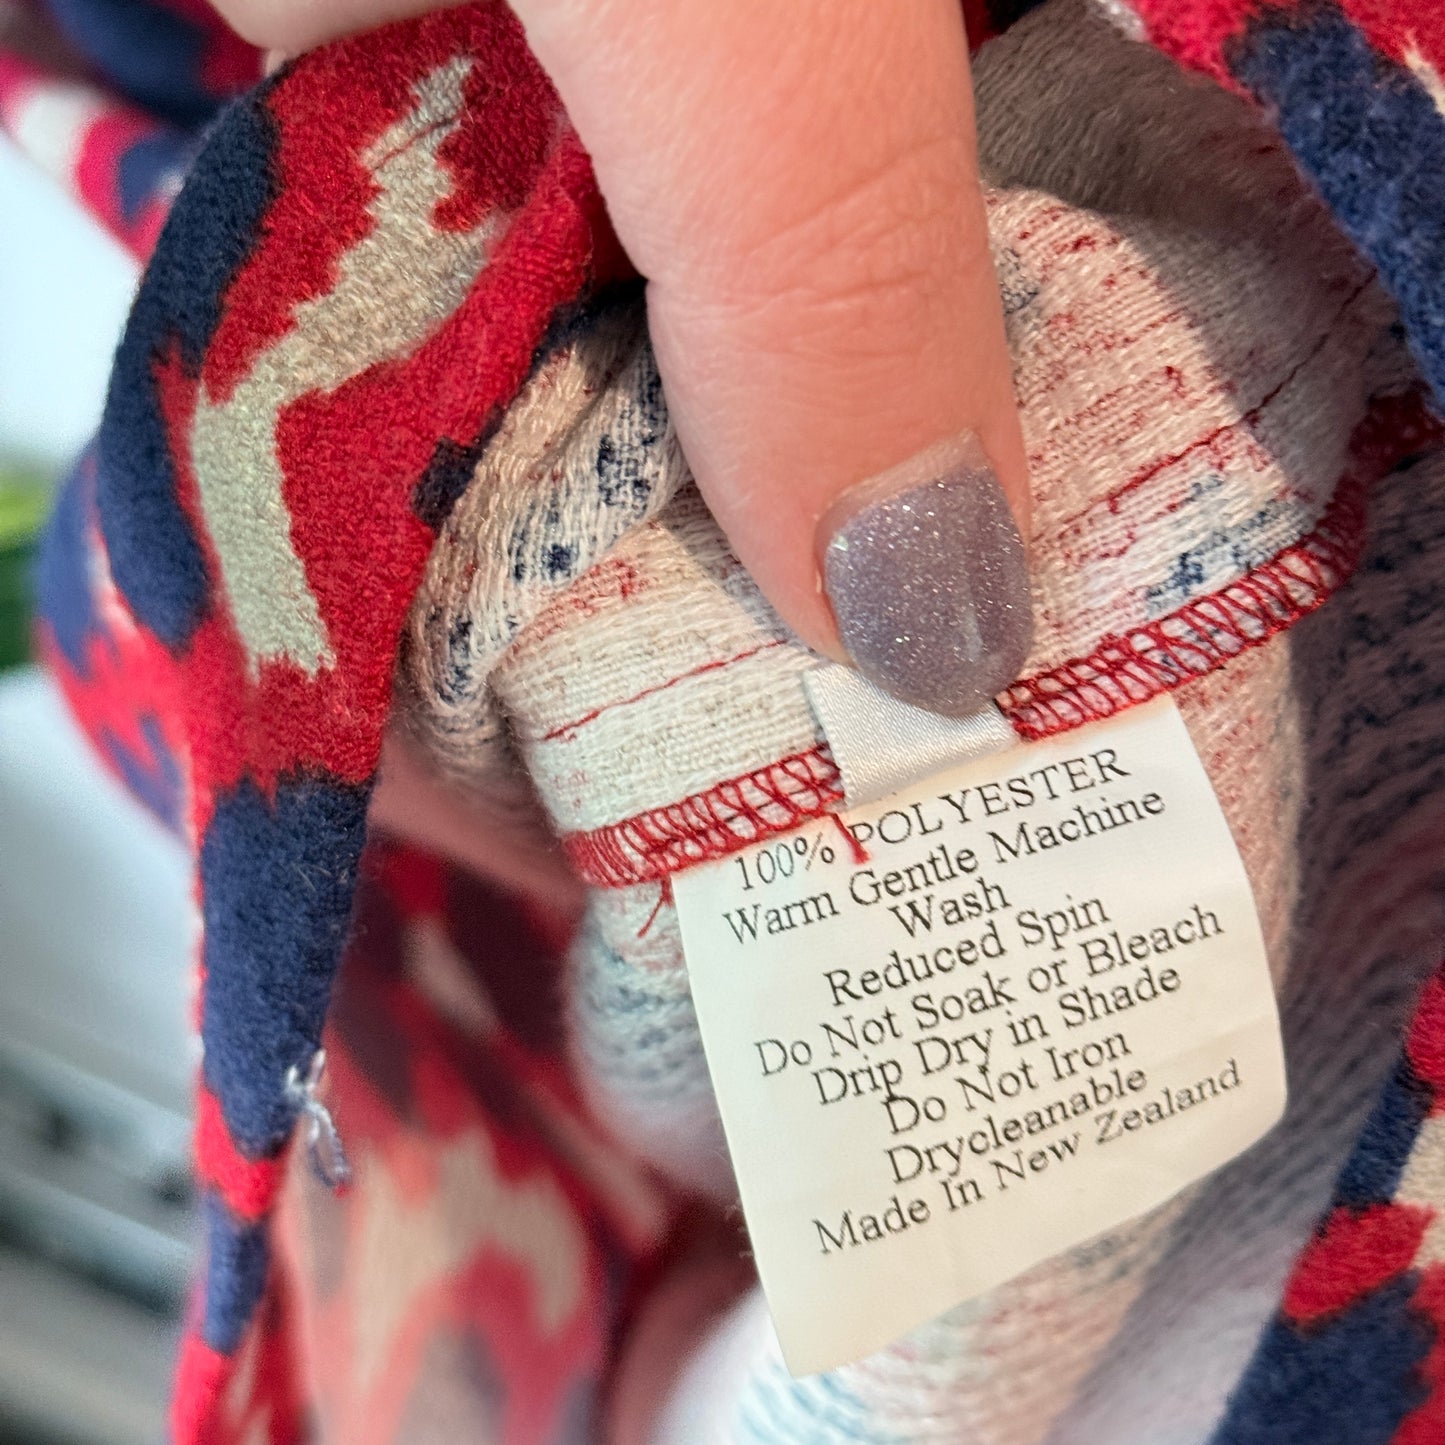 100% POLYESTER
Warm Gentle Machine
Wash
Reduced Spin
Do Not Soak or Bleach
Drip Dry in Shade
Do Not Iron
Drycleanable
Made In New Zealand